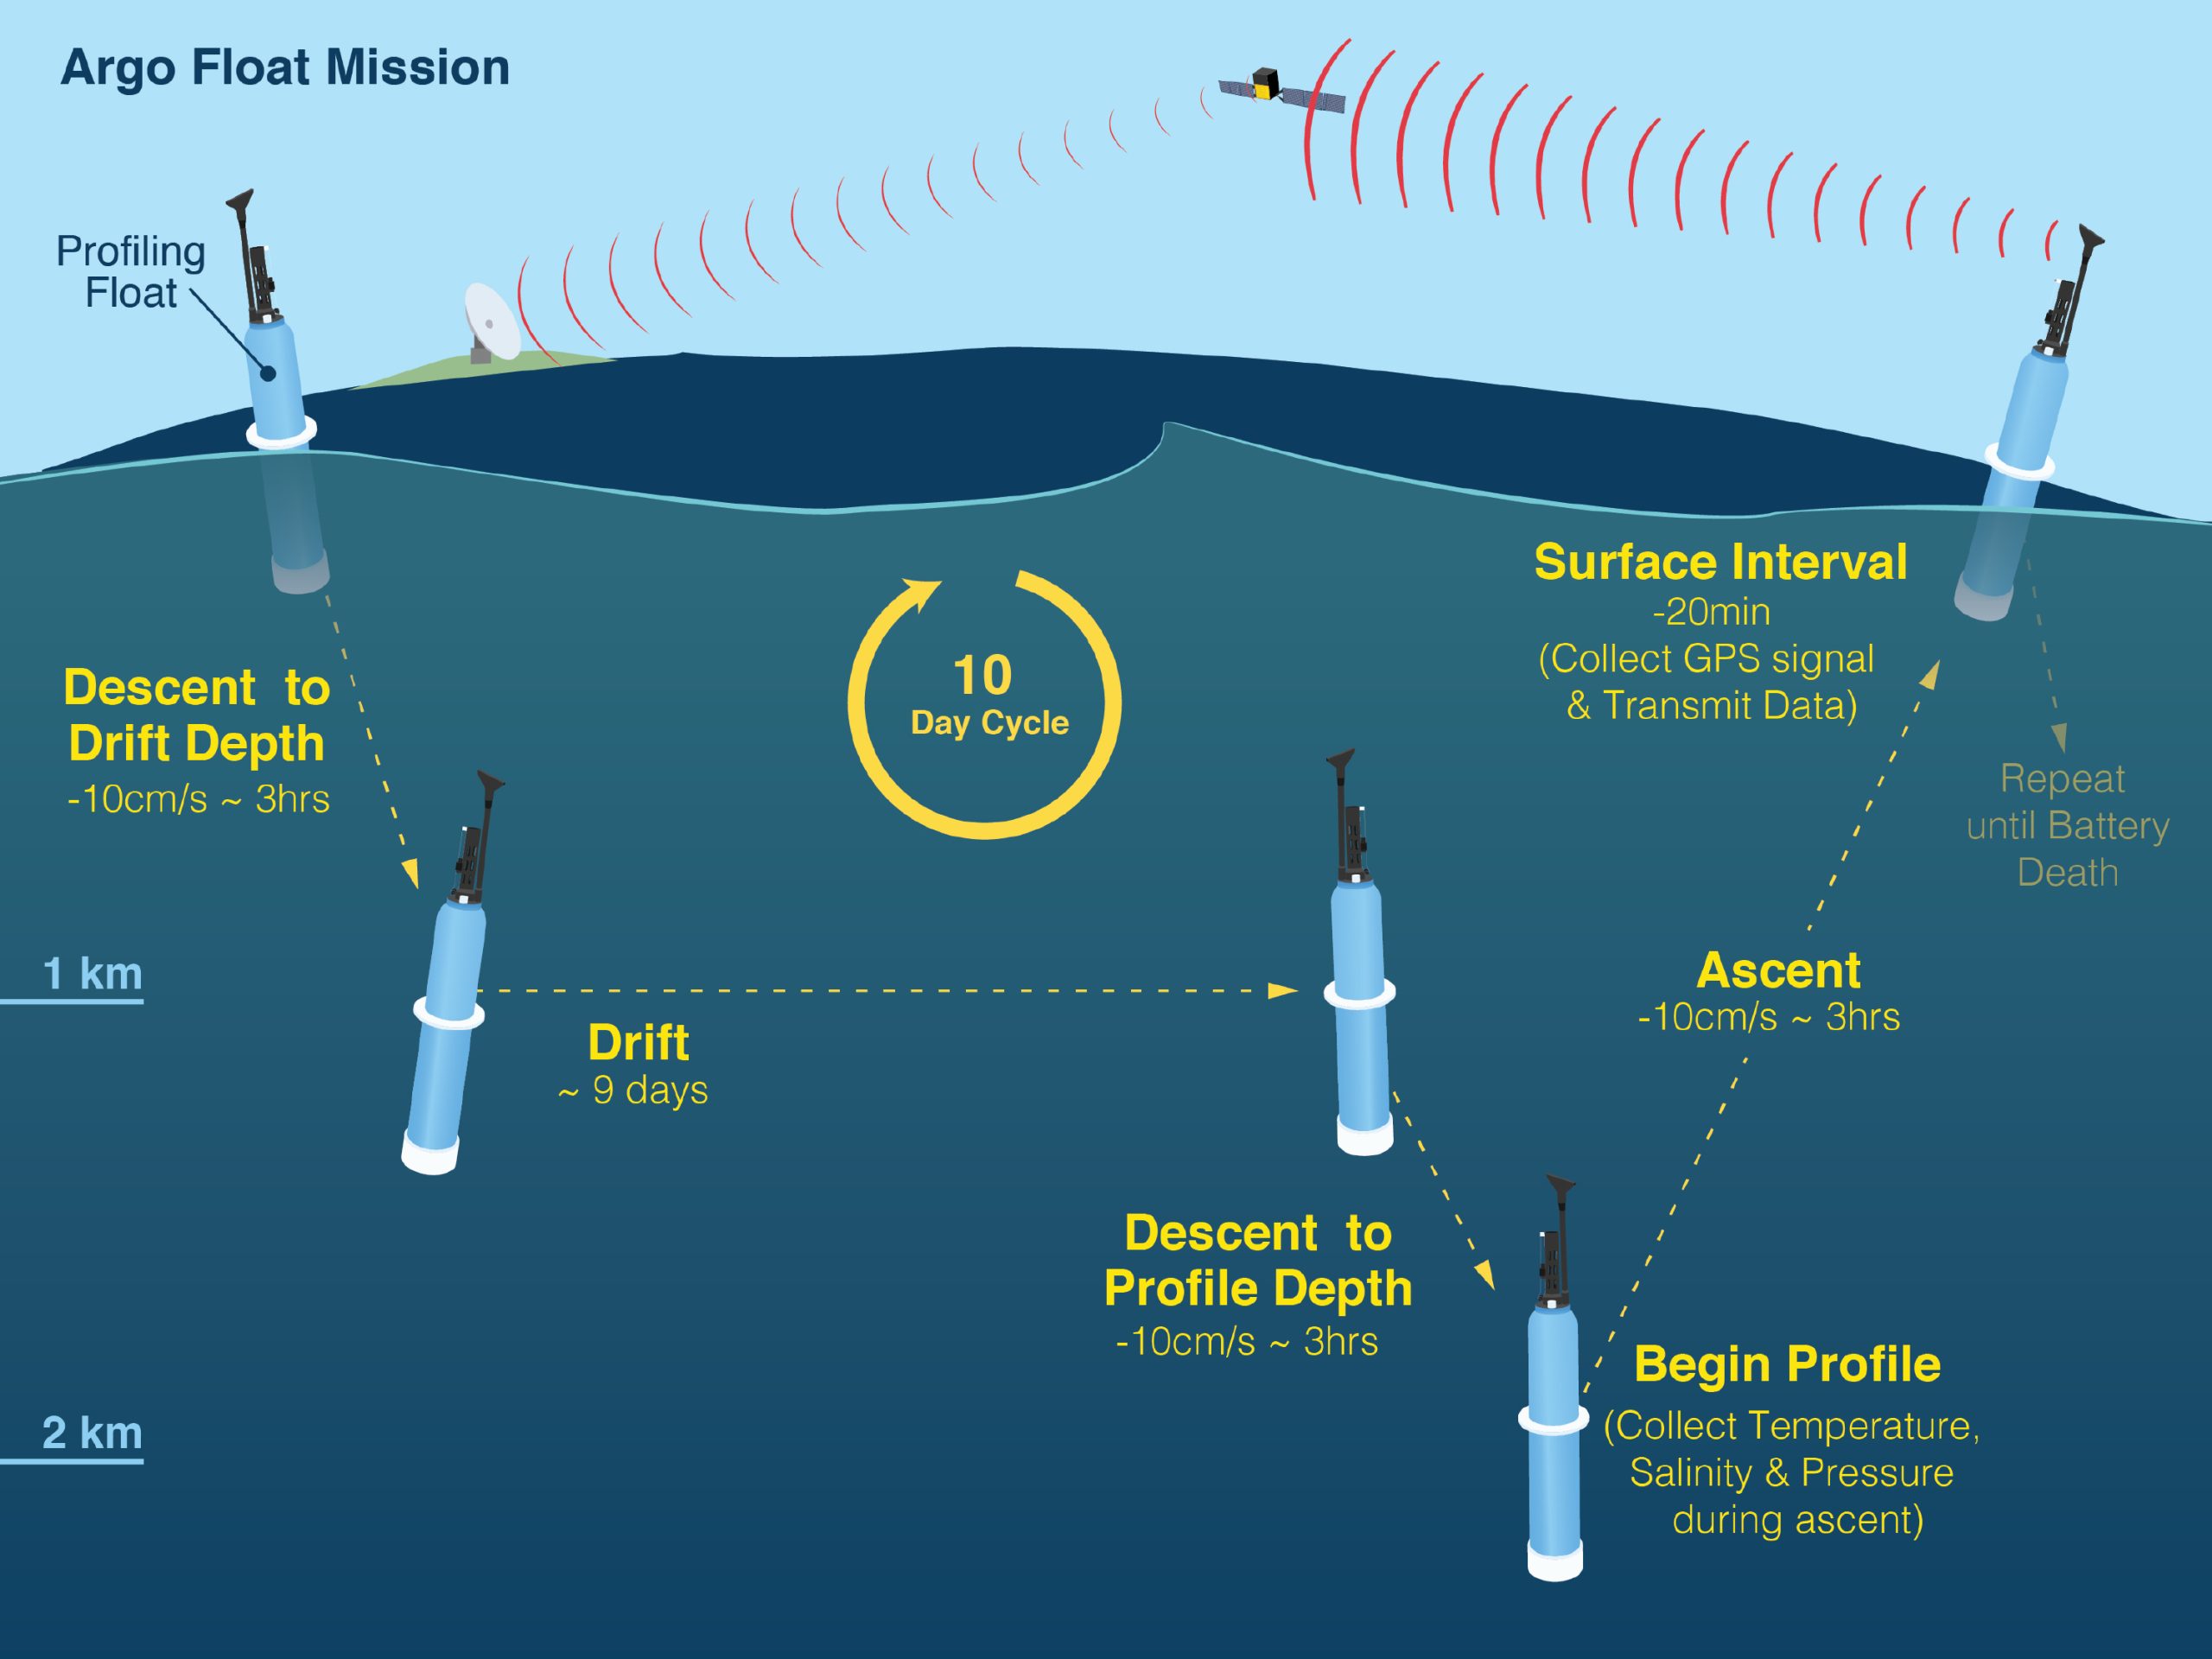 Argo Float Mission
Profiling
Float
Descent to
Drift Depth
-10cm/s ~ 3hrs
10
Day Cycle
Surface Interval
-20min
(Collect GPS signal
& Transmit Data)
Repeat
until Battery
Death
1 km
Drift
~ 9 days
Ascent
-10cm/s ~ 3hrs
Descent to
Profile Depth
-10cm/s ~ 3hrs
Begin Profile
(Collect Temperature,
Salinity & Pressure
during ascent)
2 km